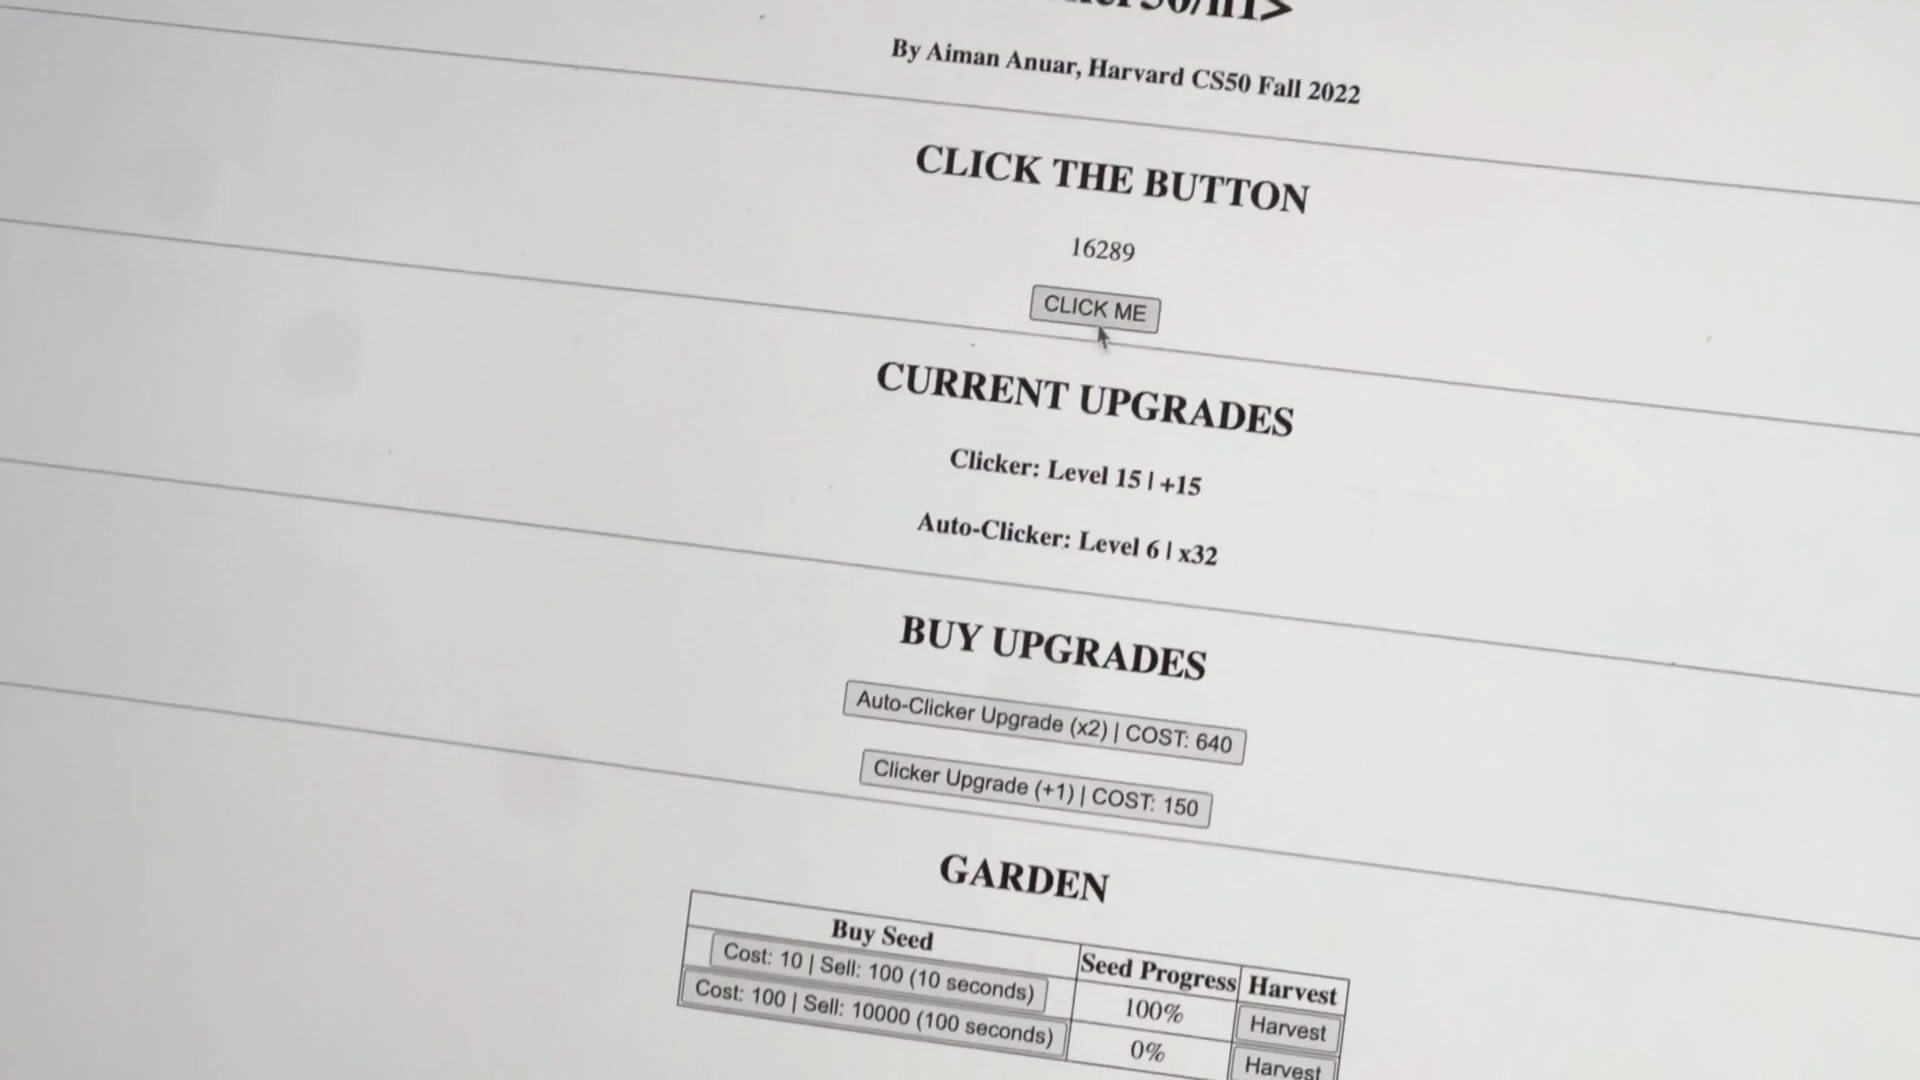 By Aiman Anuar, Harvard CS50 Fall 2022
CLICK THE BUTTON
16289
CLICK ME
CURRENT UPGRADES
Clicker: Level 15 | +15
Auto-Clicker: Level 6 | x32
BUY UPGRADES
Auto-Clicker Upgrade (x2) | COST: 640
Clicker Upgrade (+1) | COST: 150
GARDEN
Buy Seed Seed Progress Harvest
Cost: 10 | Sell: 100 (10 seconds) 100% Harvest
Cost: 100 | Sell: 10000 (100 seconds) 0% Harvest